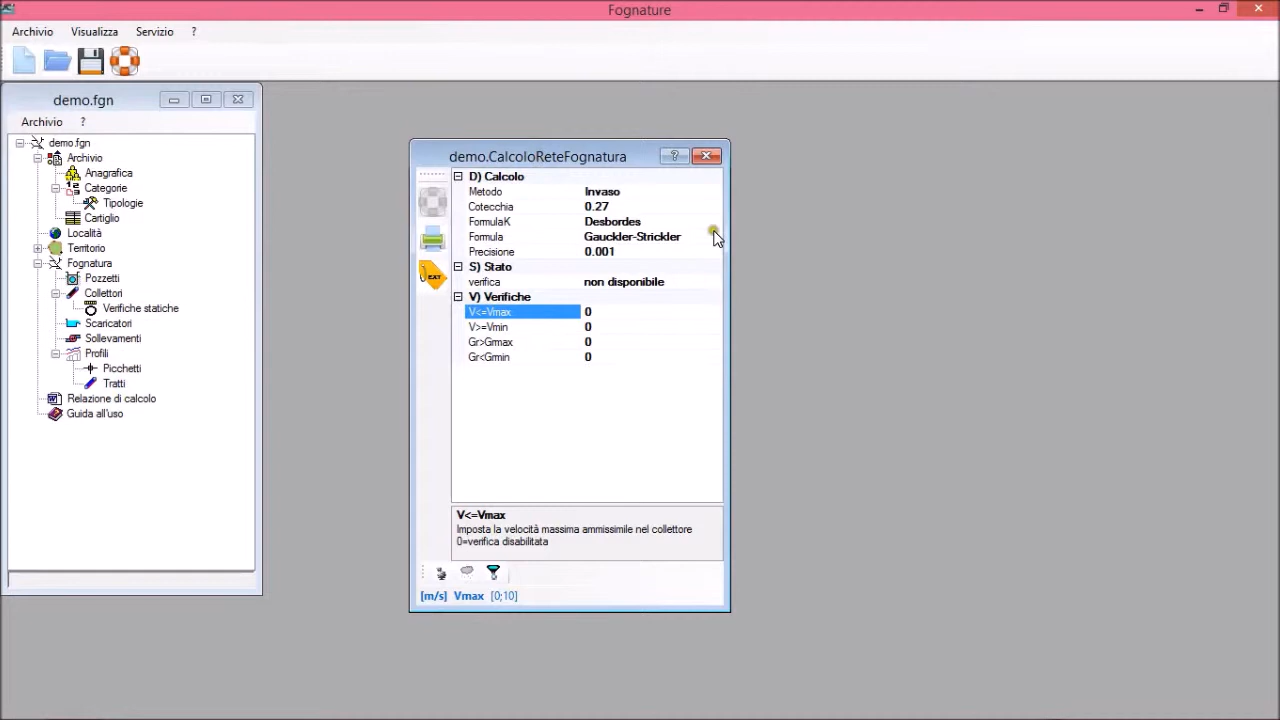 Fognature
Archivio Visualizza Servizio ?
demo.fgn
Archivio ?
demo.fgn
Archivio
Anagrafica
Categorie
Tipologie
Cartiglio
Località
Territorio
Fognatura
Pozzetti
Collettori
Verifiche statiche
Scaricatori
Sollevamenti
Profili
Picchetti
Tratti
Relazione di calcolo
Guida all'uso
demo.CalcoloReteFognatura
D) Calcolo
Metodo Invaso
Cotecchia 0.27
FormulaK Desbordes
Formula Gauckler-Strickler
Precisione 0.001
S) Stato
verifica non disponibile
V) Verifiche
V<=Vmax 0
V>=Vmin 0
Gr>Grmax 0
Gr<Grmin 0
V<=Vmax
Imposta la velocità massima ammissimile nel collettore
0=verifica disabilitata
EXT
[m/s] Vmax [0;10]